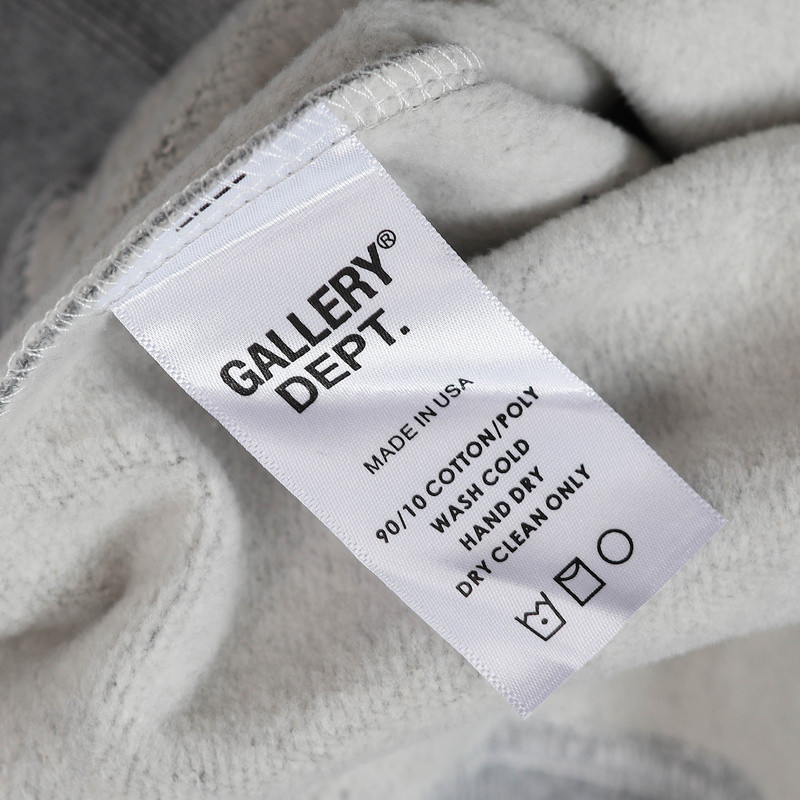 GALLERY®
DEPT.
MADE IN USA
90/10 COTTON/POLY
WASH COLD
HAND DRY
DRY CLEAN ONLY